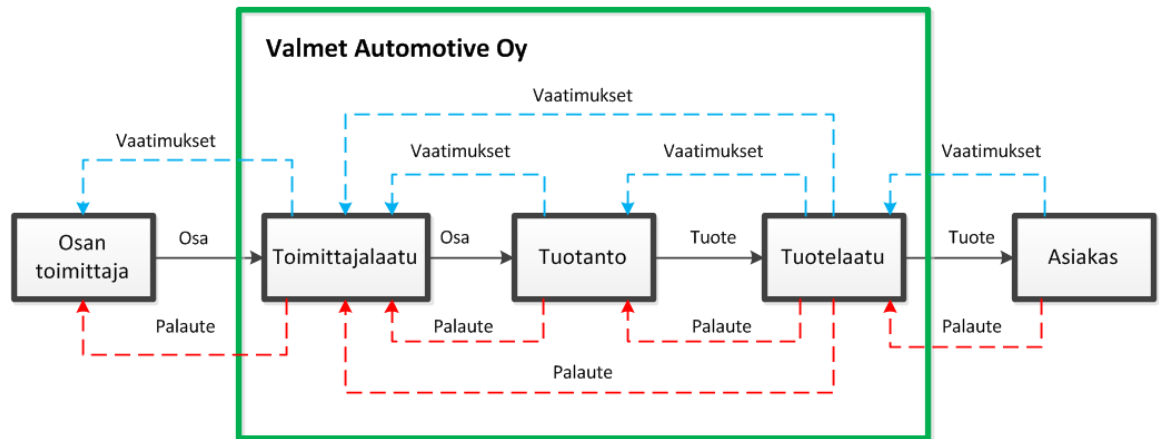 Valmet Automotive Oy
Vaatimukset
Vaatimukset
Vaatimukset
Vaatimukset
Vaatimukset
Osan
toimittaja
Osa
Toimittajalaatu
Osa
Tuotanto
Tuote
Tuotelaatu
Tuote
Asiakas
Palaute
Palaute
Palaute
Palaute
Palaute